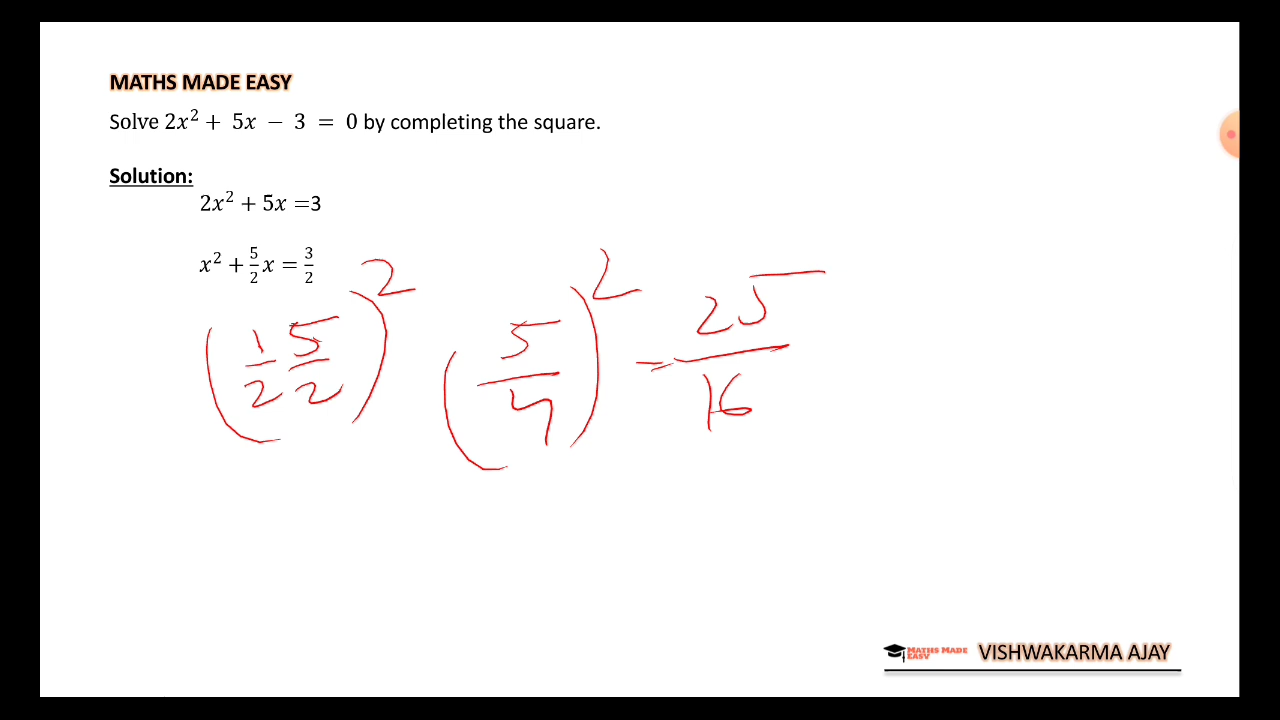 MATHS MADE EASY
Solve 2x² + 5x − 3 = 0 by completing the square.
Solution:
2x² + 5x =3
x² + 5/2 x = 3/2
(1/2 5/2)² (5/4)² = 25/16
MATHS MADE EASY
VISHWAKARMA AJAY